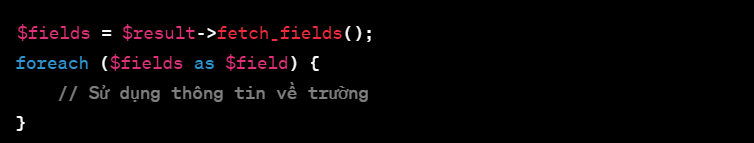 $fields = $result->fetch_fields();
foreach ($fields as $field) {
    // Sử dụng thông tin về trường
}